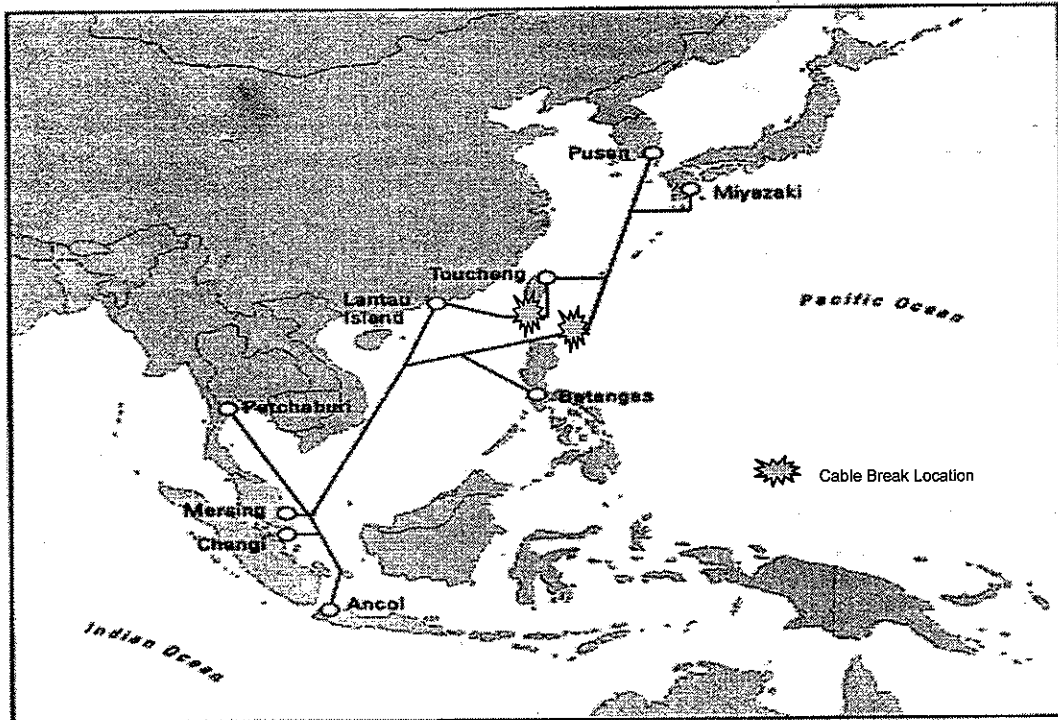 Pusan
Miyazaki
Toucheng
Lantau
Island
Pacific Ocean
Batangas
Petchaburi
Cable Break Location
Mersing
Changi
Ancol
Indian Ocean